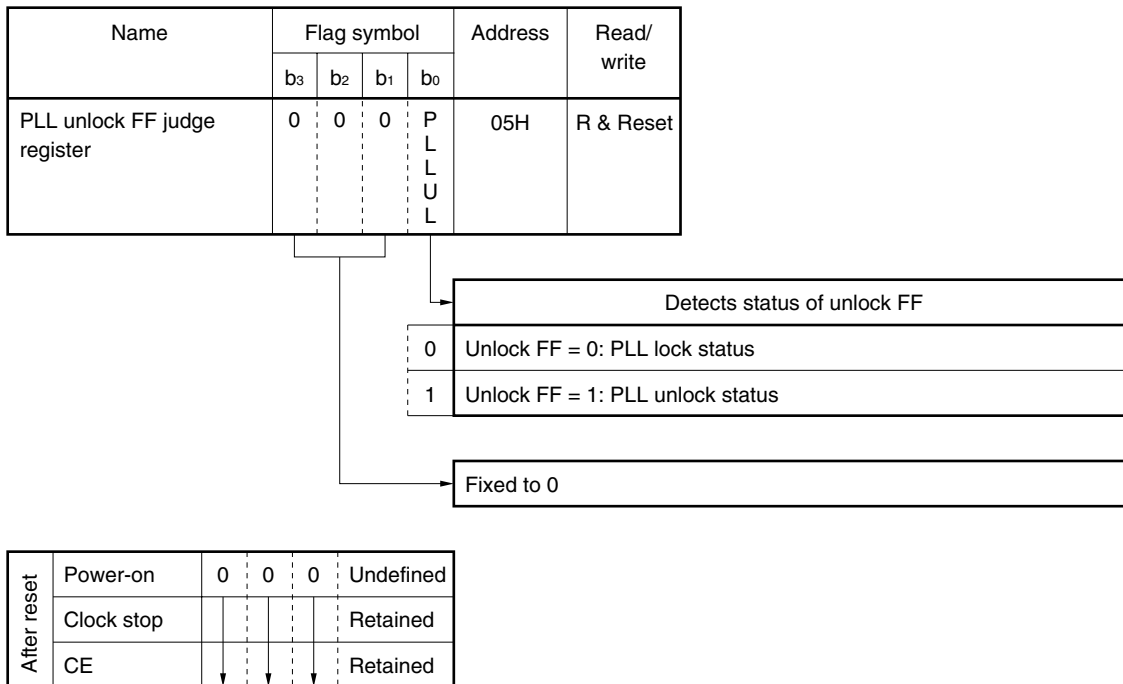 Name Flag symbol Address Read/
write
b3 b2 b1 b0
PLL unlock FF judge
register
0 0 0 P
L
L
U
L
05H R & Reset
Detects status of unlock FF
0 Unlock FF = 0: PLL lock status
1 Unlock FF = 1: PLL unlock status
Fixed to 0
After reset
Power-on 0 0 0 Undefined
Clock stop Retained
CE Retained